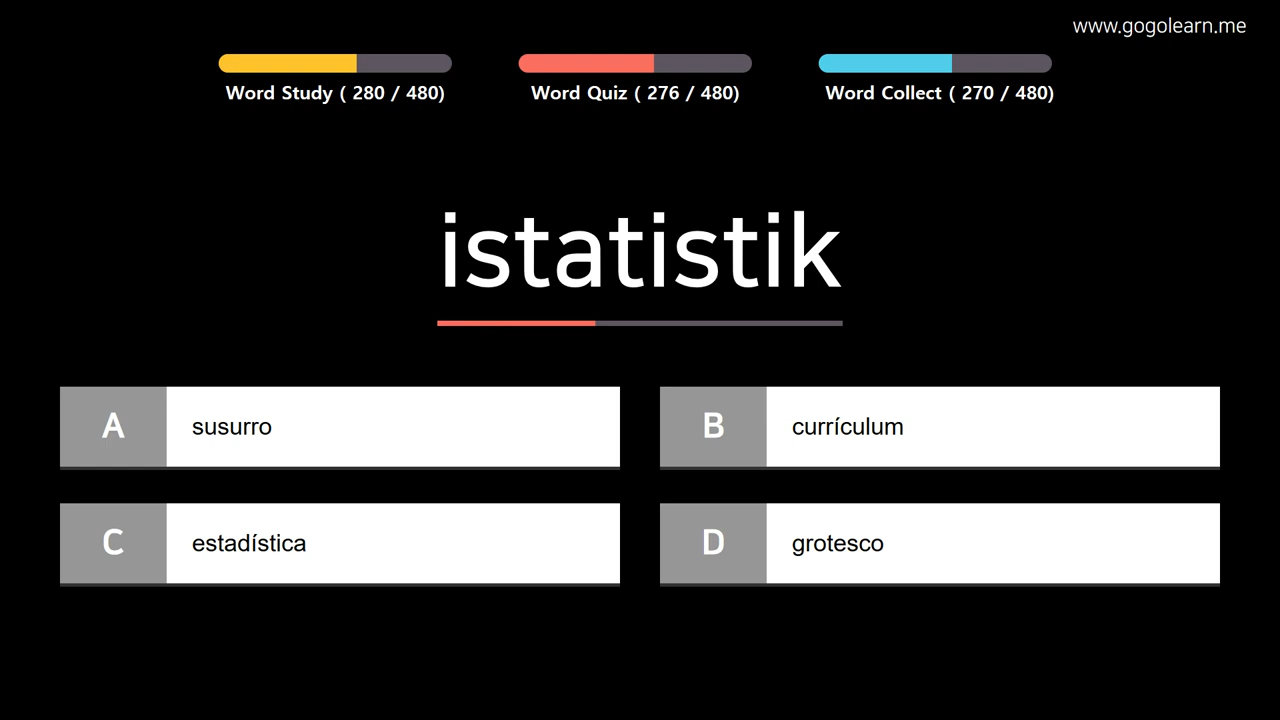 www.gogolearn.me
Word Study ( 280 / 480)
Word Quiz ( 276 / 480)
Word Collect ( 270 / 480)
istatistik
A susurro
B currículum
C estadística
D grotesco